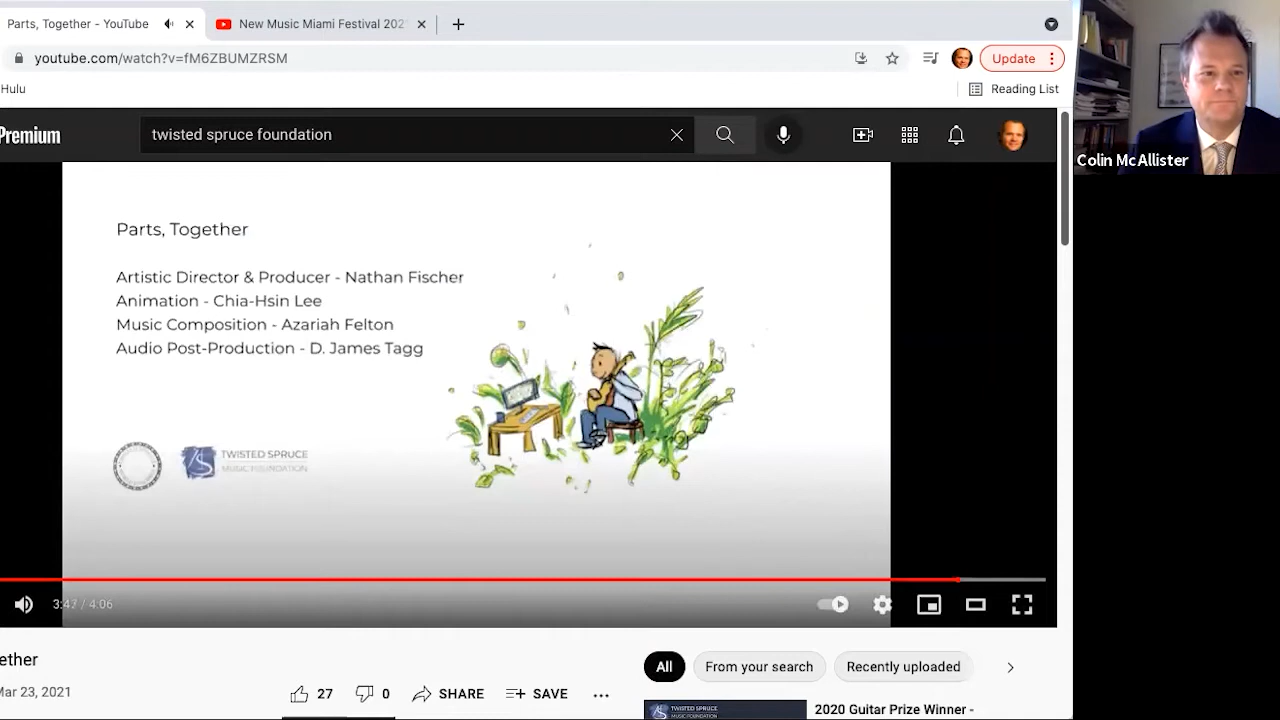 Parts, Together - YouTube
New Music Miami Festival 202
youtube.com/watch?v=fM6ZBUMZRSM
Update
Hulu
Reading List
Premium
twisted spruce foundation
Colin McAllister
Parts, Together
Artistic Director & Producer - Nathan Fischer
Animation - Chia-Hsin Lee
Music Composition - Azariah Felton
Audio Post-Production - D. James Tagg
TWISTED SPRUCE
MUSIC FOUNDATION
3:47 / 4:06
ether
All
From your search
Recently uploaded
Mar 23, 2021
27
0
SHARE
SAVE
TWISTED SPRUCE
2020 Guitar Prize Winner -